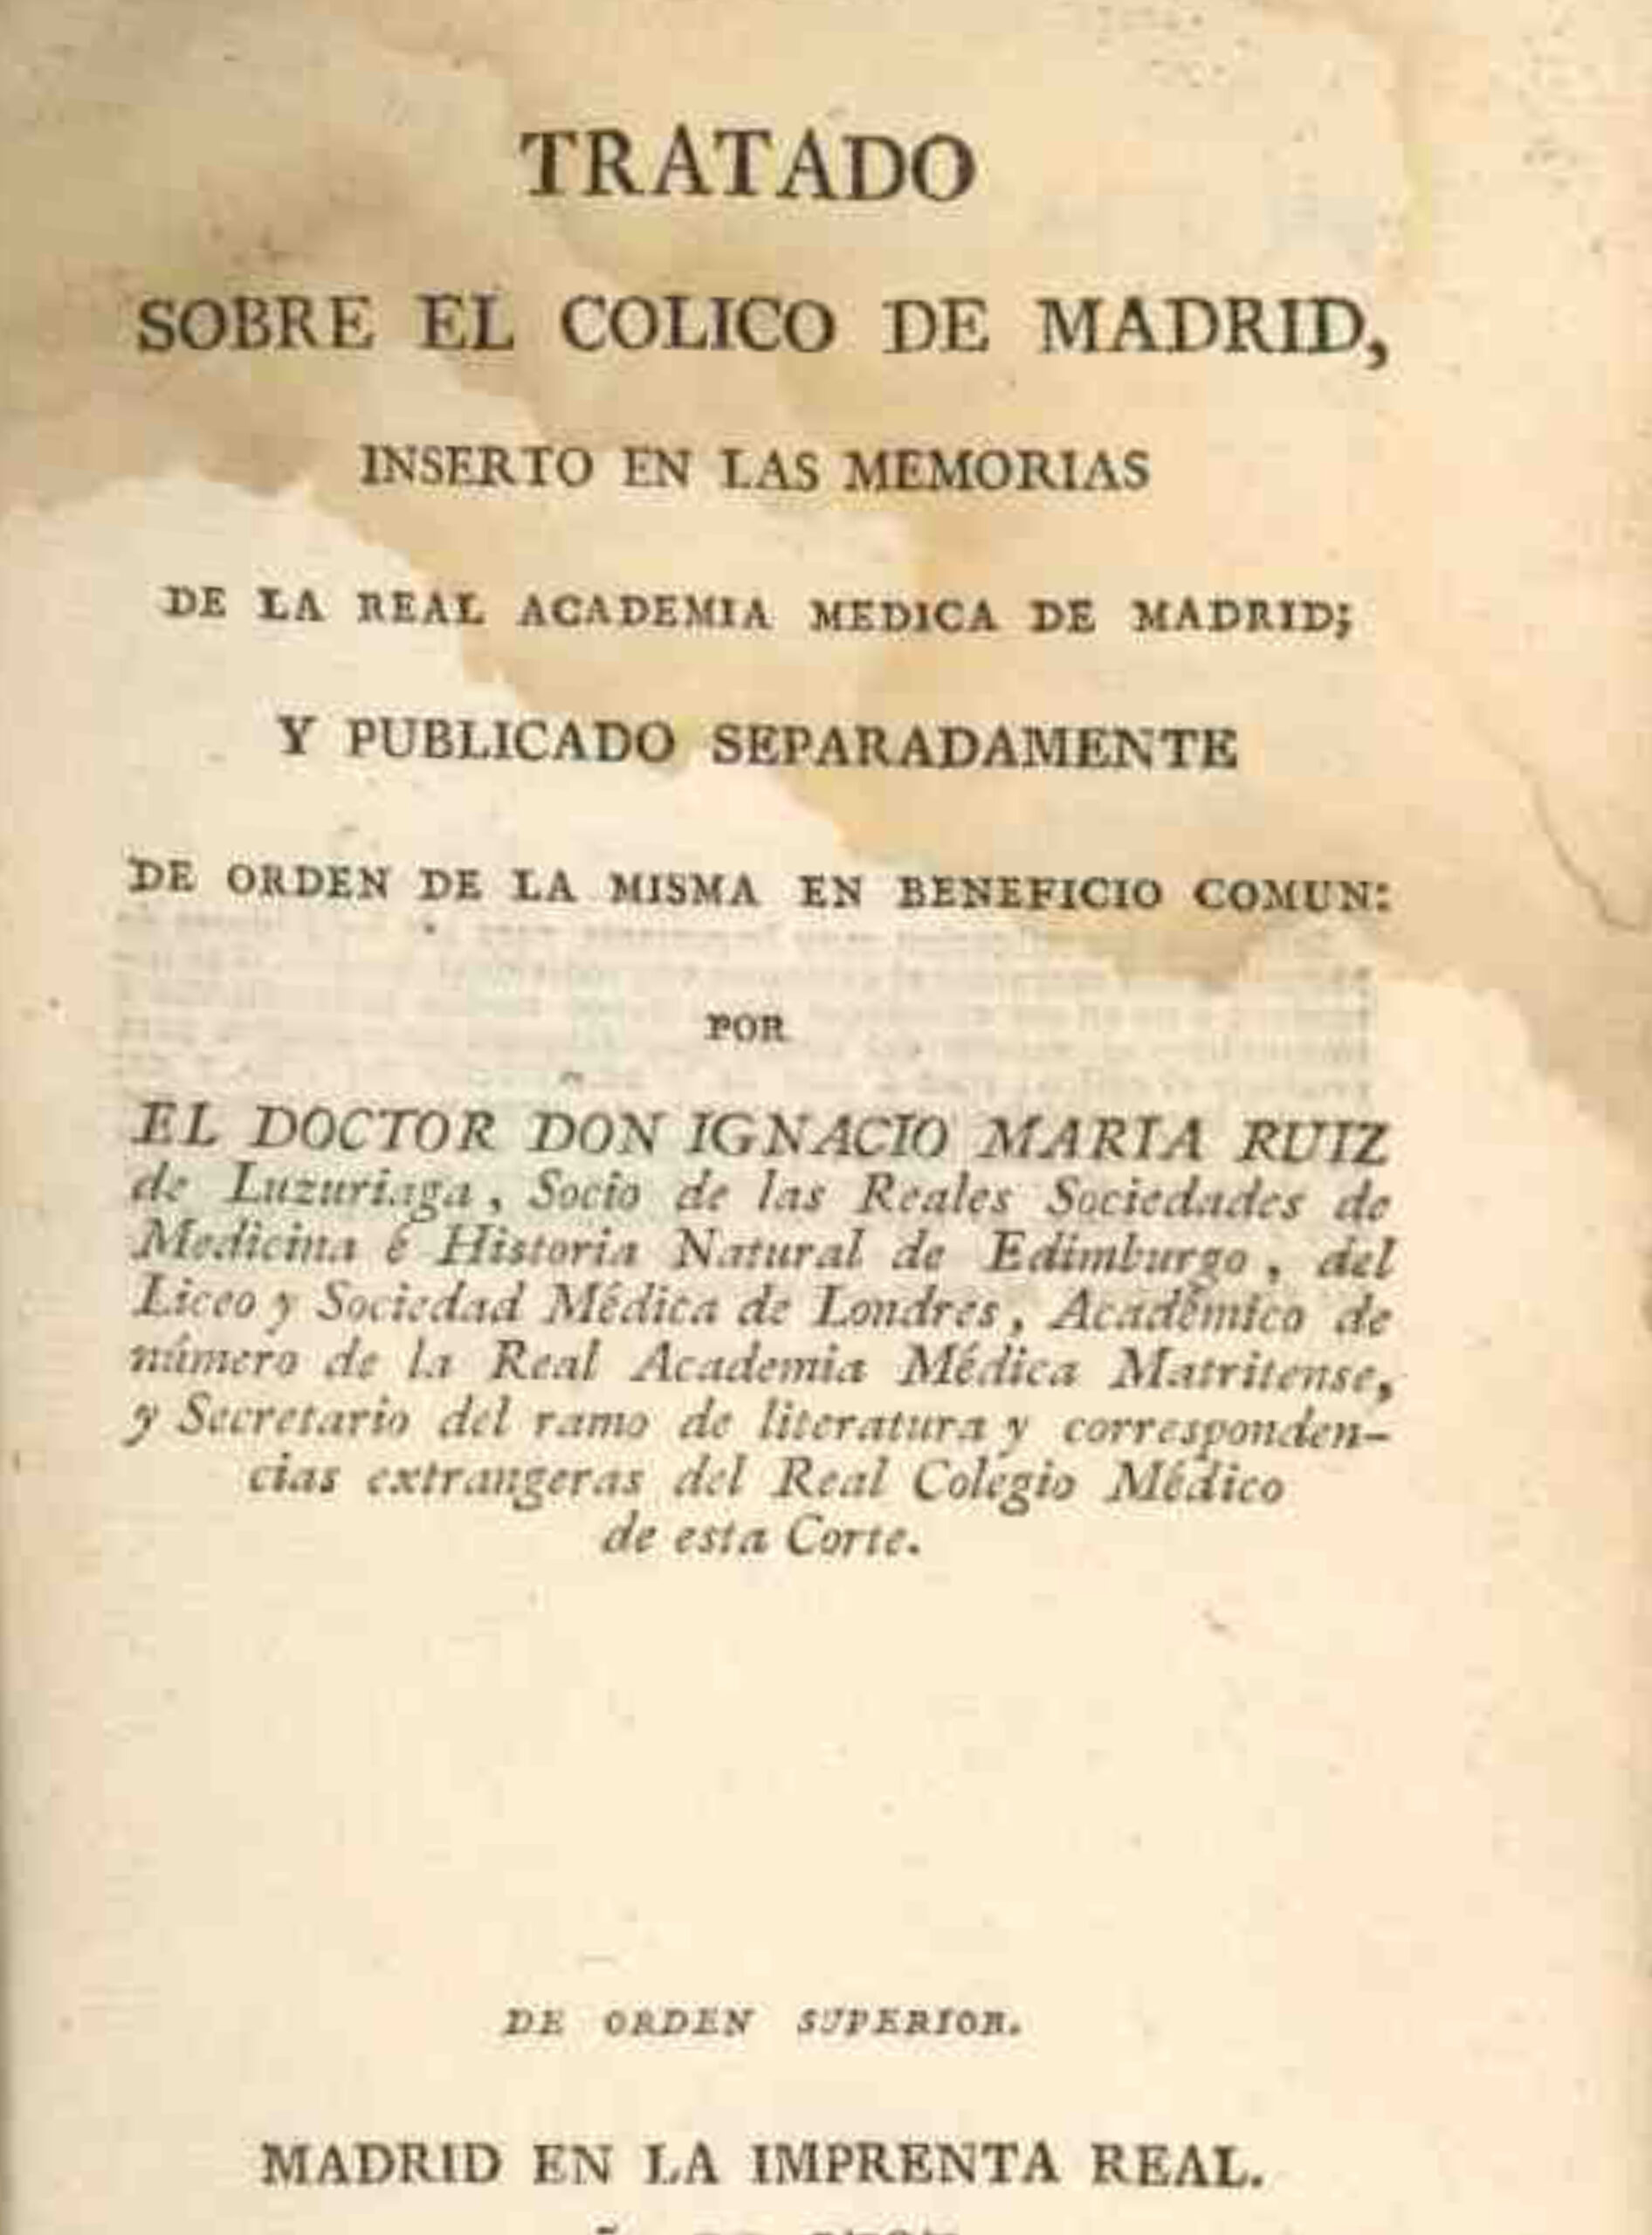 TRATADO
SOBRE EL COLICO DE MADRID,
INSERTO EN LAS MEMORIAS
DE LA REAL ACADEMIA MEDICA DE MADRID;
Y PUBLICADO SEPARADAMENTE
DE ORDEN DE LA MISMA EN BENEFICIO COMUN:
POR
EL DOCTOR DON IGNACIO MARIA RUIZ
de Luzuriaga, Socio de las Reales Sociedades de
Medicina é Historia Natural de Edimburgo, del
Liceo y Sociedad Médica de Londres, Académico de
número de la Real Academia Médica Matritense,
y Secretario del ramo de literatura y corresponden-
cias extrangeras del Real Colegio Médico
de esta Corte.
DE ORDEN SUPERIOR.
MADRID EN LA IMPRENTA REAL.